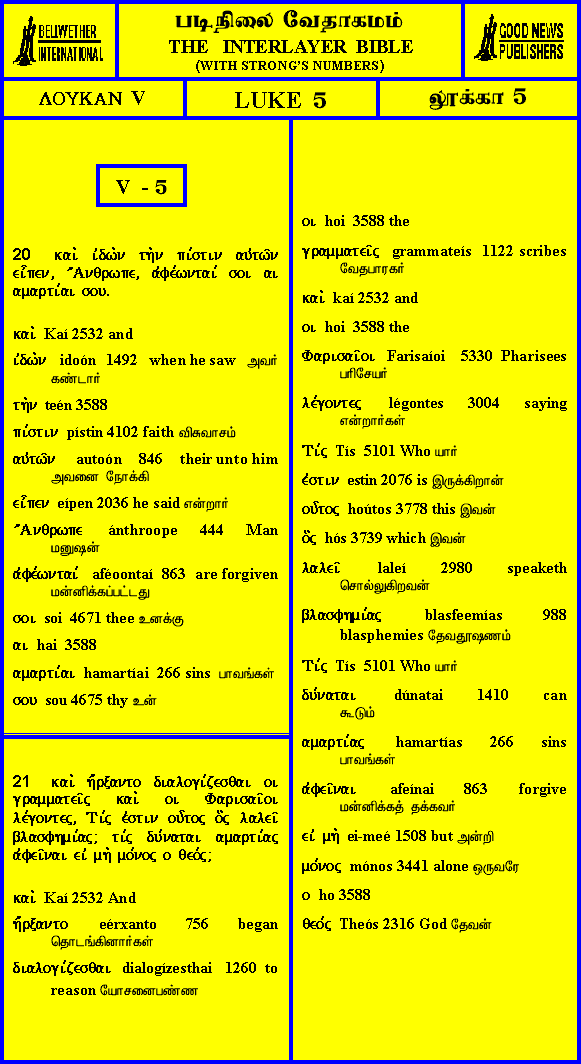 BELLWETHER
INTERNATIONAL
படிநிலை வேதாகமம்
THE INTERLAYER BIBLE
(WITH STRONG'S NUMBERS)
GOOD NEWS
PUBLISHERS
ΛΟΥΚΑΝ V
LUKE 5
லூக்கா 5
V - 5
20 καὶ ἰδὼν τὴν πίστιν αὐτῶν
εἶπεν, Ἄνθρωπε, ἀφέωνταί σοι αι
αμαρτίαι σου.
καὶ Kaí 2532 and
ἰδὼν idoón 1492 when he saw அவர்
கண்டார்
τὴν teén 3588
πίστιν pístin 4102 faith விசுவாசம்
αὐτῶν autoón 846 their unto him
அவனை நோக்கி
εἶπεν eípen 2036 he said என்றார்
Ἄνθρωπε ánthroope 444 Man
மனுஷன்
ἀφέωνταί aféoontaí 863 are forgiven
மன்னிக்கப்பட்டது
σοι soi 4671 thee உனக்கு
αι hai 3588
αμαρτίαι hamartíai 266 sins பாவங்கள்
σου sou 4675 thy உன்
21 καὶ ἤρξαντο διαλογίζεσθαι οι
γραμματεῖς καὶ οι Φαρισαῖοι
λέγοντες, Τίς ἐστιν οὗτος ὃς λαλεῖ
βλασφημίας; τίς δύναται αμαρτίας
ἀφεῖναι εἰ μὴ μόνος ο θεός;
καὶ Kaí 2532 And
ἤρξαντο eérxanto 756 began
தொடங்கினார்கள்
διαλογίζεσθαι dialogízesthai 1260 to
reason யோசனைபண்ண
οι hoi 3588 the
γραμματεῖς grammateís 1122 scribes
வேதபாரகர்
καὶ kaí 2532 and
οι hoi 3588 the
Φαρισαῖοι Farisaíoi 5330 Pharisees
பரிசேயர்
λέγοντες légontes 3004 saying
என்றார்கள்
Τίς Tís 5101 Who யார்
ἐστιν estin 2076 is இருக்கிறான்
οὗτος hoútos 3778 this இவன்
ὃς hós 3739 which இவன்
λαλεῖ laleí 2980 speaketh
சொல்லுகிறவன்
βλασφημίας blasfeemías 988
blasphemies தேவதூஷணம்
Τίς Tís 5101 Who யார்
δύναται dúnatai 1410 can
கூடும்
αμαρτίας hamartías 266 sins
பாவங்கள்
ἀφεῖναι afeínai 863 forgive
மன்னிக்கத் தக்கவர்
εἰ μὴ ei-meé 1508 but அன்றி
μόνος mónos 3441 alone ஒருவரே
ο ho 3588
θεός Theós 2316 God தேவன்